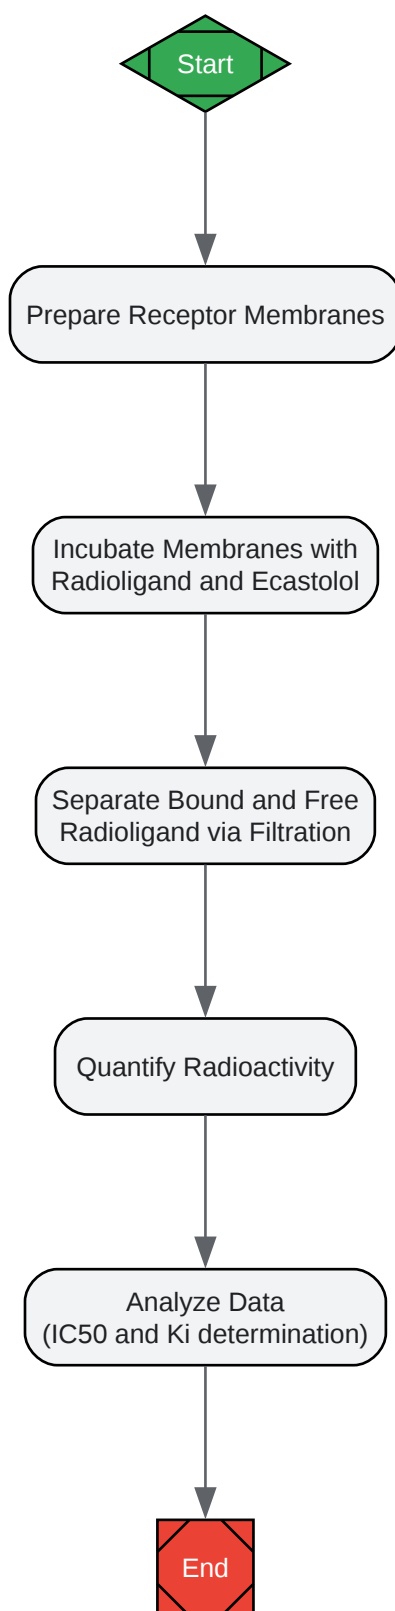 Start
Prepare Receptor Membranes
Incubate Membranes with
Radioligand and Ecastolol
Separate Bound and Free
Radioligand via Filtration
Quantify Radioactivity
Analyze Data
(IC50 and Ki determination)
End